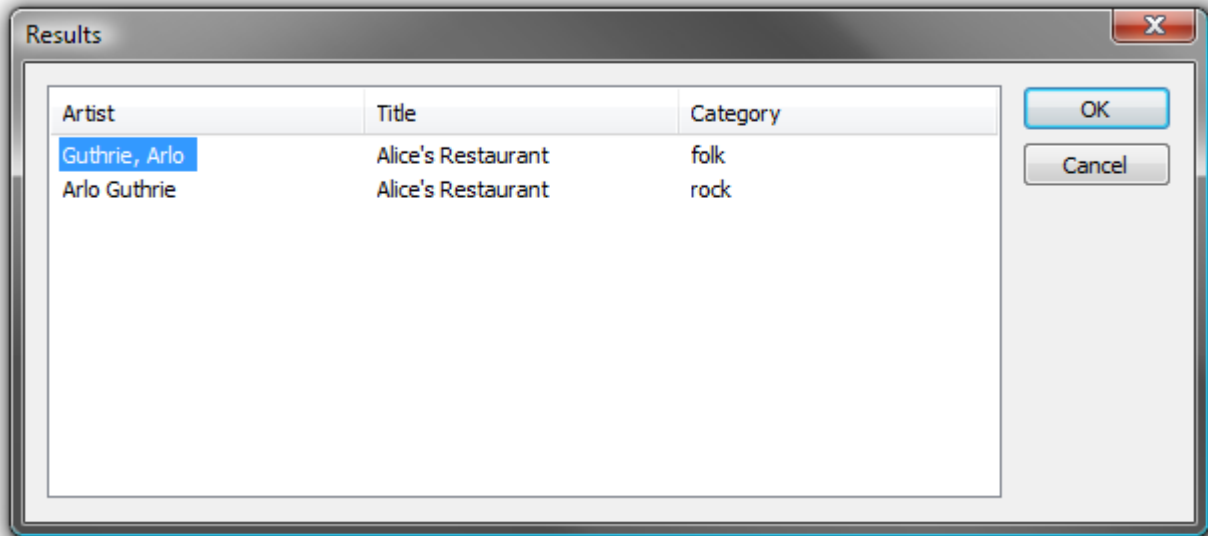 Results
Artist Title Category
Guthrie, Arlo Alice's Restaurant folk
Arlo Guthrie Alice's Restaurant rock
OK
Cancel